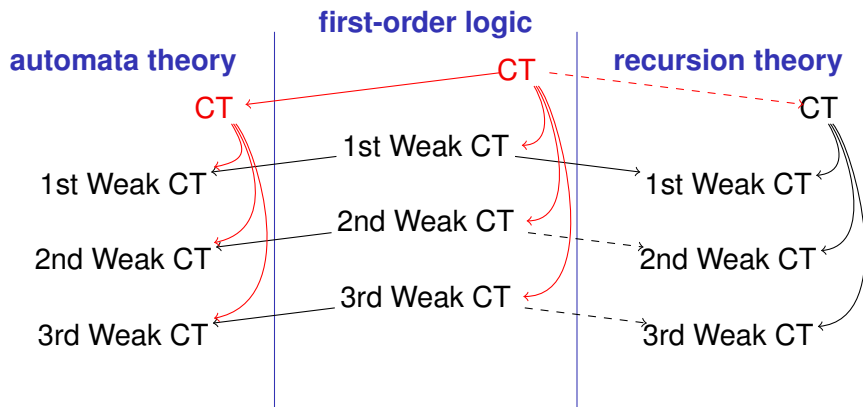 first-order logic
automata theory
recursion theory
CT
CT
CT
1st Weak CT
1st Weak CT
1st Weak CT
2nd Weak CT
2nd Weak CT
2nd Weak CT
3rd Weak CT
3rd Weak CT
3rd Weak CT